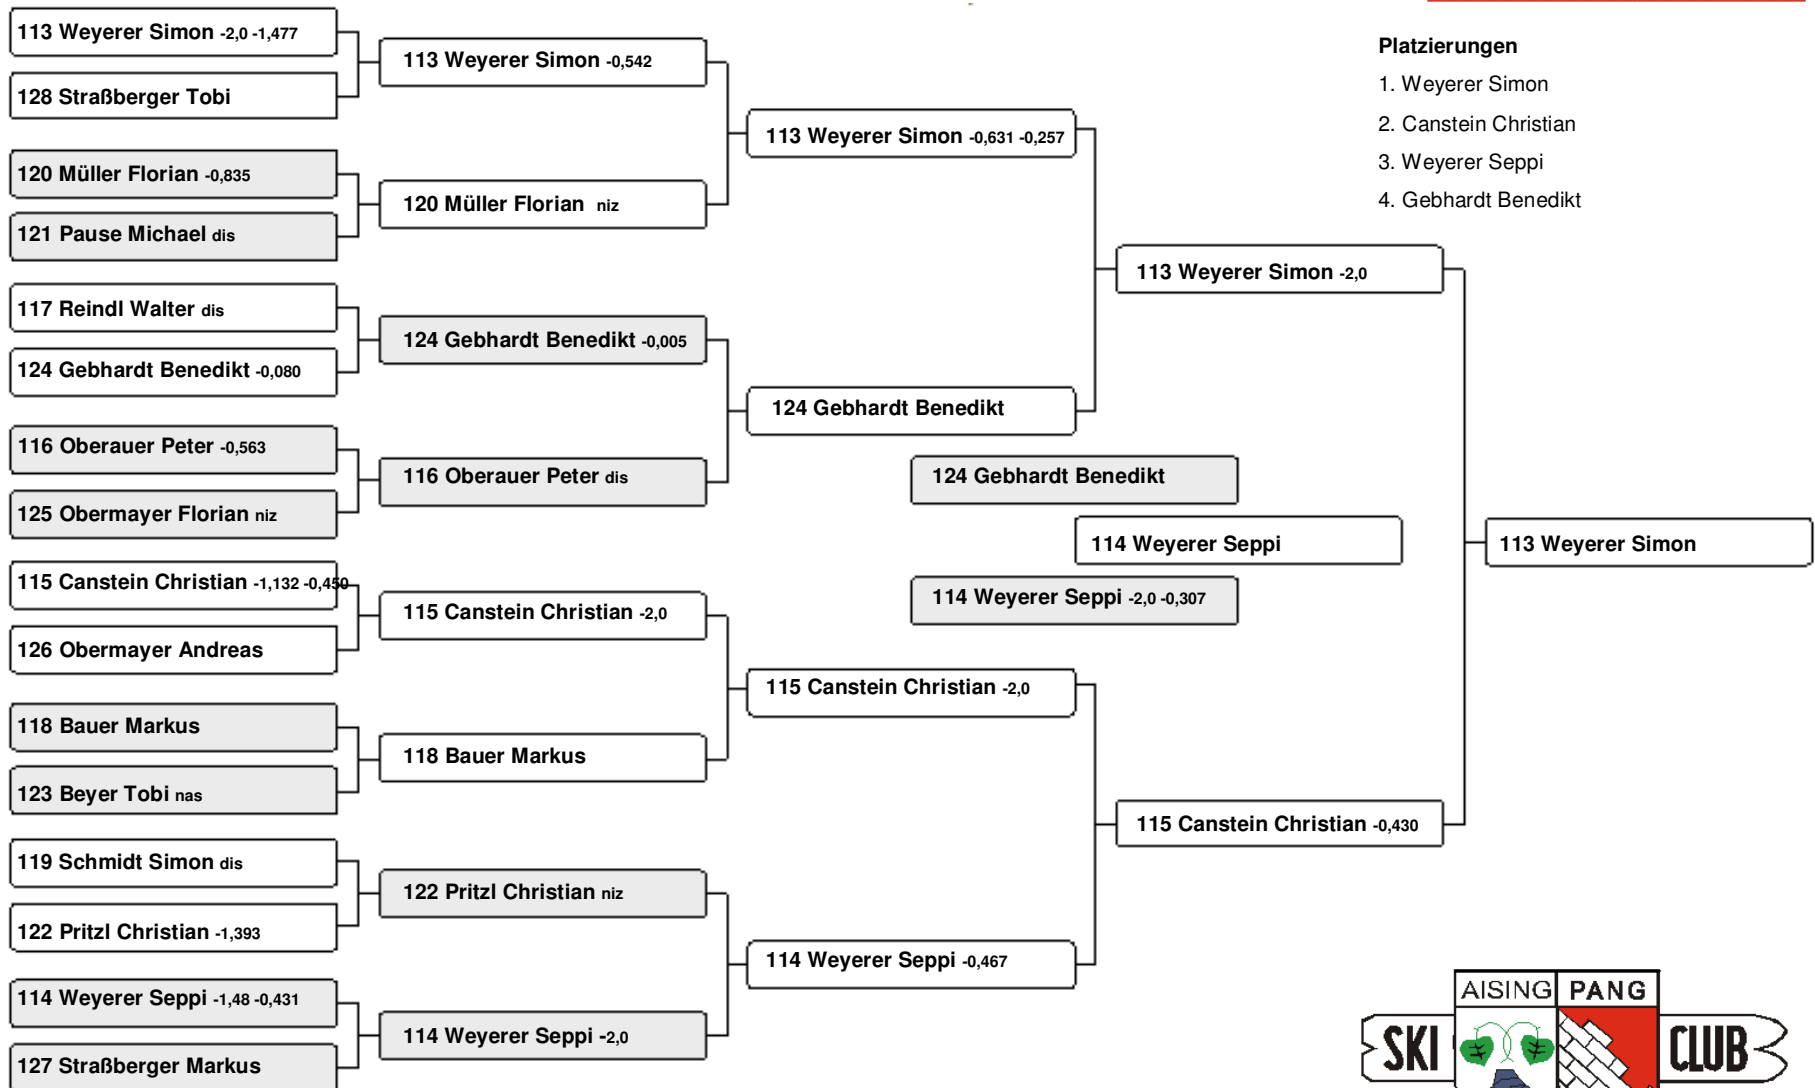 113 Weyerer Simon -2,0 -1,477
128 Straßberger Tobi
120 Müller Florian -0,835
121 Pause Michael dis
117 Reindl Walter dis
124 Gebhardt Benedikt -0,080
116 Oberauer Peter -0,563
125 Obermayer Florian niz
115 Canstein Christian -1,132 -0,450
126 Obermayer Andreas
118 Bauer Markus
123 Beyer Tobi nas
119 Schmidt Simon dis
122 Pritzl Christian -1,393
114 Weyerer Seppi -1,48 -0,431
127 Straßberger Markus
113 Weyerer Simon -0,542
120 Müller Florian niz
124 Gebhardt Benedikt -0,005
116 Oberauer Peter dis
115 Canstein Christian -2,0
118 Bauer Markus
122 Pritzl Christian niz
114 Weyerer Seppi -2,0
113 Weyerer Simon -0,631 -0,257
124 Gebhardt Benedikt
115 Canstein Christian -2,0
114 Weyerer Seppi -0,467
124 Gebhardt Benedikt
114 Weyerer Seppi
114 Weyerer Seppi -2,0 -0,307
113 Weyerer Simon -2,0
115 Canstein Christian -0,430
113 Weyerer Simon
Platzierungen
1. Weyerer Simon
2. Canstein Christian
3. Weyerer Seppi
4. Gebhardt Benedikt
AISING PANG
SKI CLUB